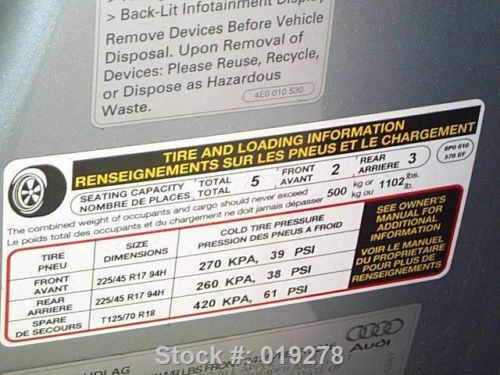 > Back-Lit Infotainment Display
Remove Devices Before Vehicle
Disposal. Upon Removal of
Devices: Please Reuse, Recycle,
or Dispose as Hazardous
Waste.
4E0 010 530
TIRE AND LOADING INFORMATION
RENSEIGNEMENTS SUR LES PNEUS ET LE CHARGEMENT
8P0 010
570 EF
SEATING CAPACITY TOTAL 5 FRONT 2 REAR 3
NOMBRE DE PLACES TOTAL AVANT ARRIERE
The combined weight of occupants and cargo should never exceed 500 kg or 1102 lbs.
Le poids total des occupants et du chargement ne doit jamais dépasser kg ou lb.
TIRE SIZE COLD TIRE PRESSURE
PNEU DIMENSIONS PRESSION DES PNEUS A FROID
FRONT 225/45 R17 94H 270 KPA, 39 PSI
AVANT
REAR 225/45 R17 94H 260 KPA, 38 PSI
ARRIERE
SPARE T125/70 R18 420 KPA, 61 PSI
DE SECOURS
SEE OWNER'S
MANUAL FOR
ADDITIONAL
INFORMATION
VOIR LE MANUEL
DU PROPRIETAIRE
POUR PLUS DE
RENSEIGNEMENTS
Audi
Stock #: 019278